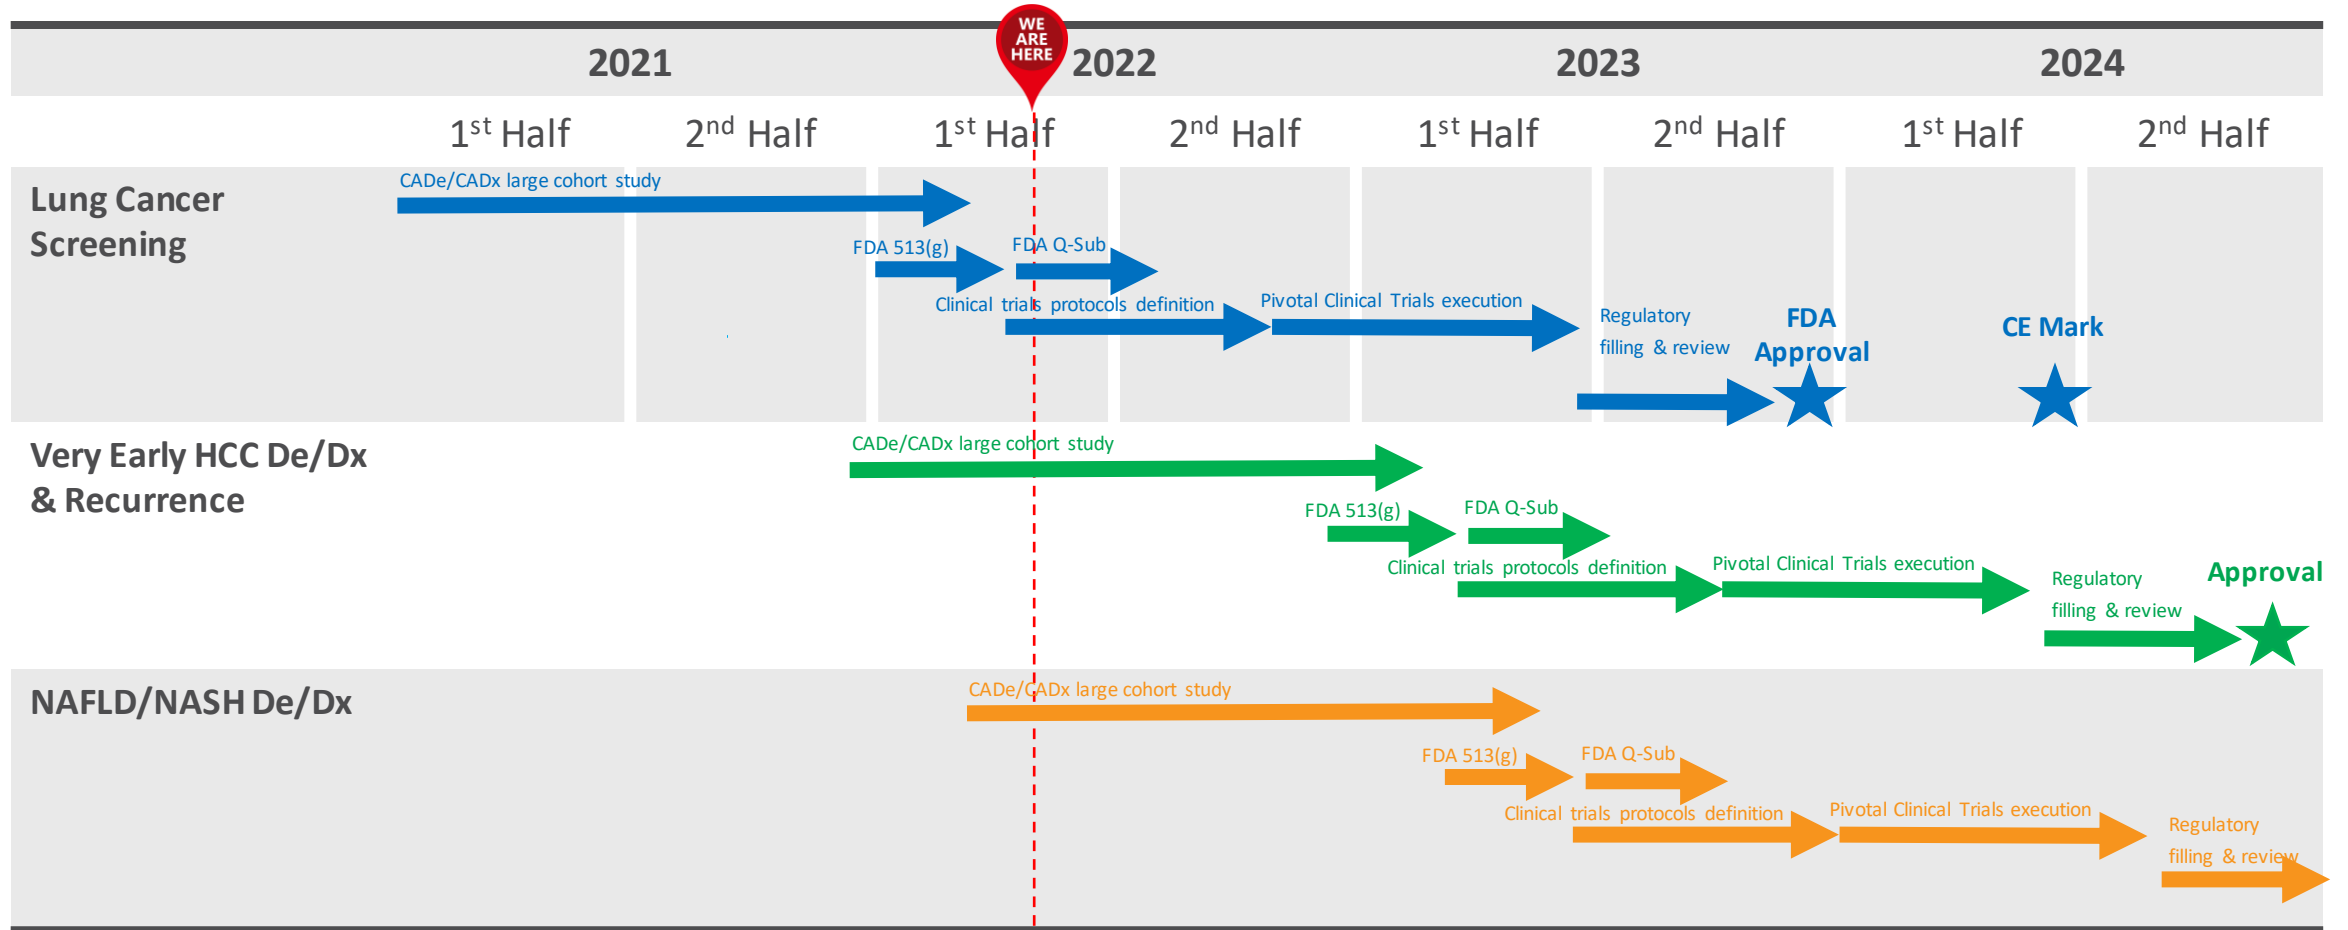 WE
ARE
HERE
2021 2022 2023 2024
1st Half 2nd Half 1st Half 2nd Half 1st Half 2nd Half 1st Half 2nd Half
Lung Cancer
Screening
CADe/CADx large cohort study
FDA 513(g) FDA Q-Sub
Clinical trials protocols definition Pivotal Clinical Trials execution
Regulatory
filling & review
FDA
Approval
CE Mark
Very Early HCC De/Dx
& Recurrence
CADe/CADx large cohort study
FDA 513(g) FDA Q-Sub
Clinical trials protocols definition Pivotal Clinical Trials execution
Regulatory
filling & review
Approval
NAFLD/NASH De/Dx
CADe/CADx large cohort study
FDA 513(g) FDA Q-Sub
Clinical trials protocols definition Pivotal Clinical Trials execution
Regulatory
filling & review